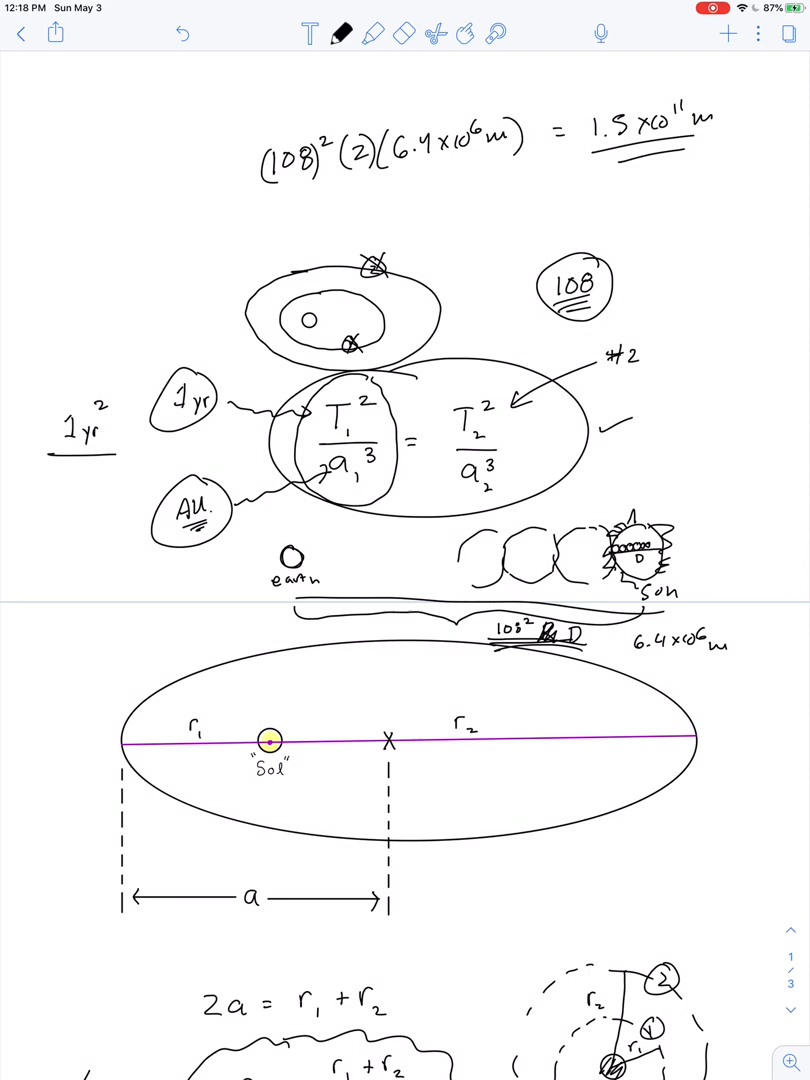 12:18 PM Sun May 3
87%
(108)² (2)(6.4×10⁶m) = 1.5×10¹¹m
108
#2
1yr²
1yr
T₁²/a₁³ = T₂²/a₂³
AU.
earth
D
Son
108² D
6.4×10⁶m
r₁
r₂
"Sol"
X
a
1
/
3
2a = r₁ + r₂
2
r₂
1
r₁
r₁ + r₂